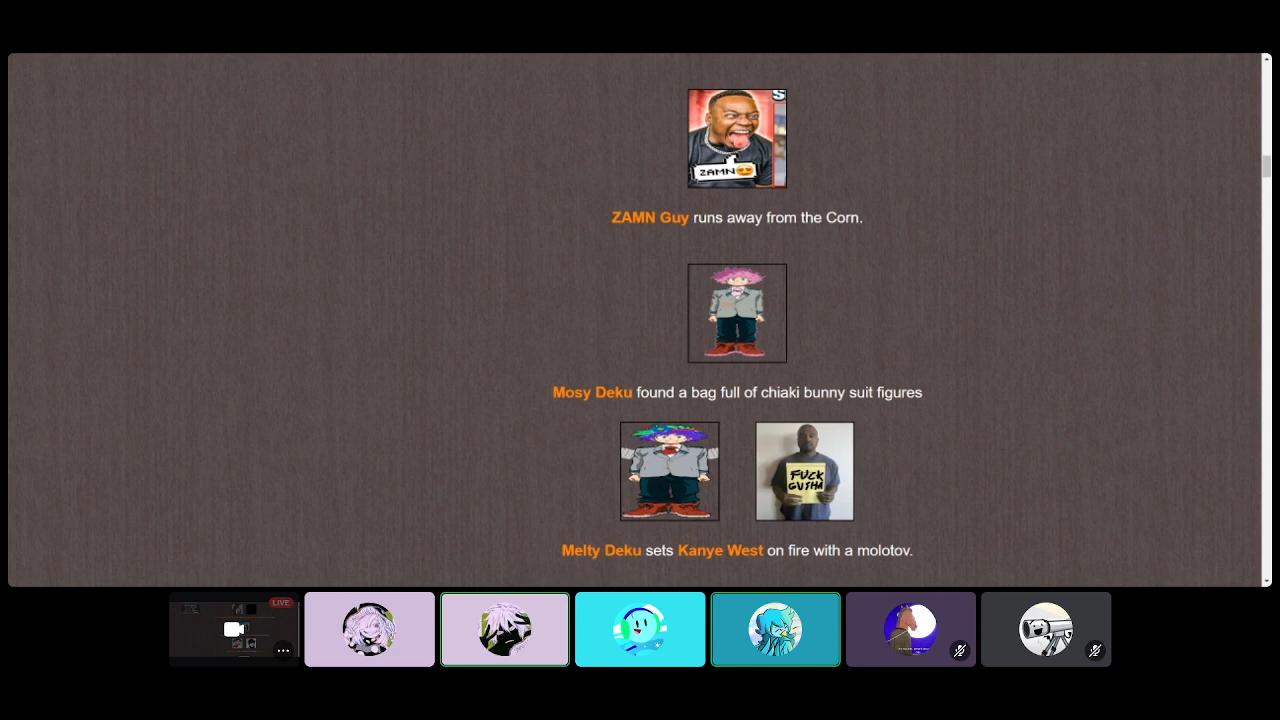 S
ZAMN😍
ZAMN Guy runs away from the Corn.
Mosy Deku found a bag full of chiaki bunny suit figures
FUCK
GUSHA
Melty Deku sets Kanye West on fire with a molotov.
LIVE